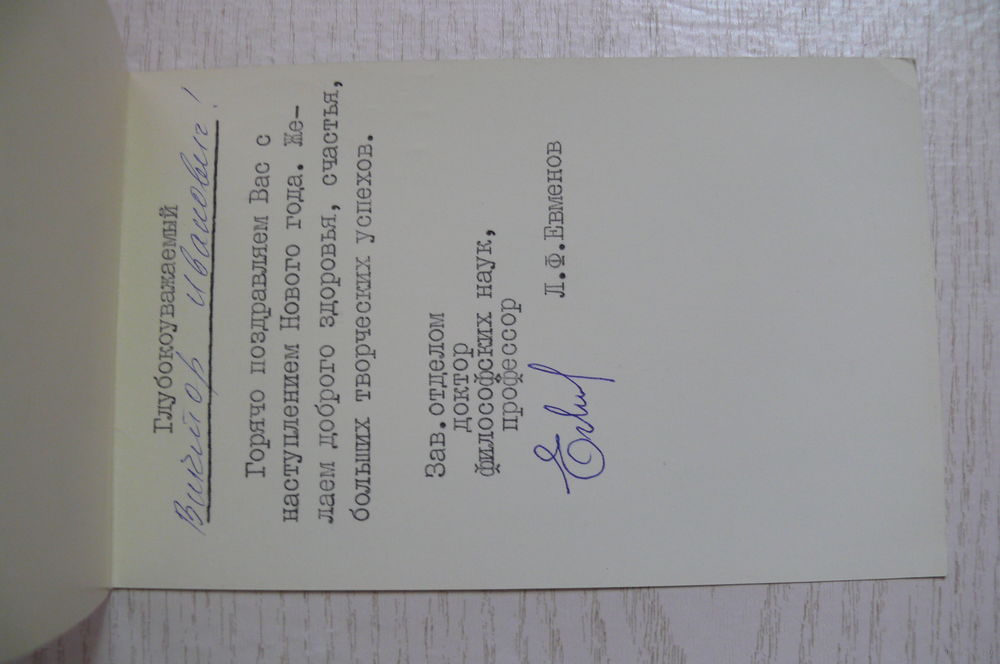 Глубокоуважаемый
Виктор Иванович!
Горячо поздравляем Вас с
наступлением Нового года. Же-
лаем доброго здоровья, счастья,
больших творческих успехов.
Зав.отделом
доктор
философских наук,
профессор
Л.Ф.Евменов